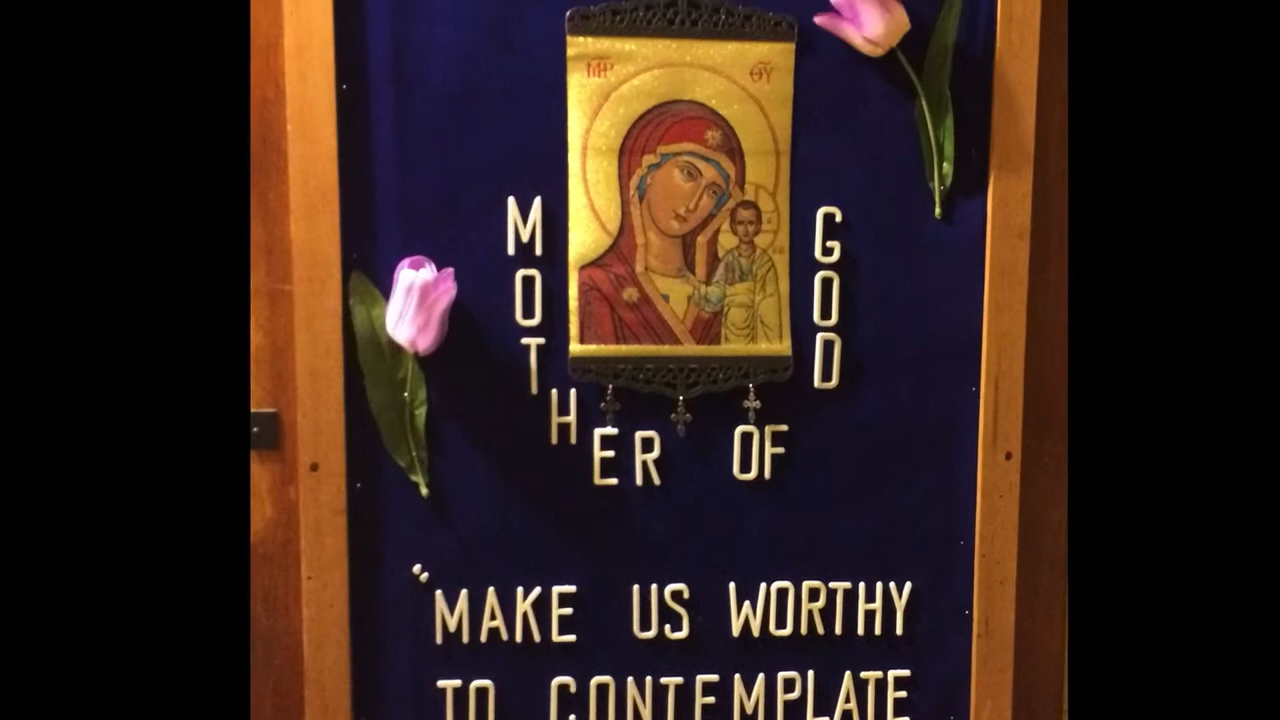 ΜΡ ΘΥ
MOTHER OF GOD
“MAKE US WORTHY
TO CONTEMPLATE